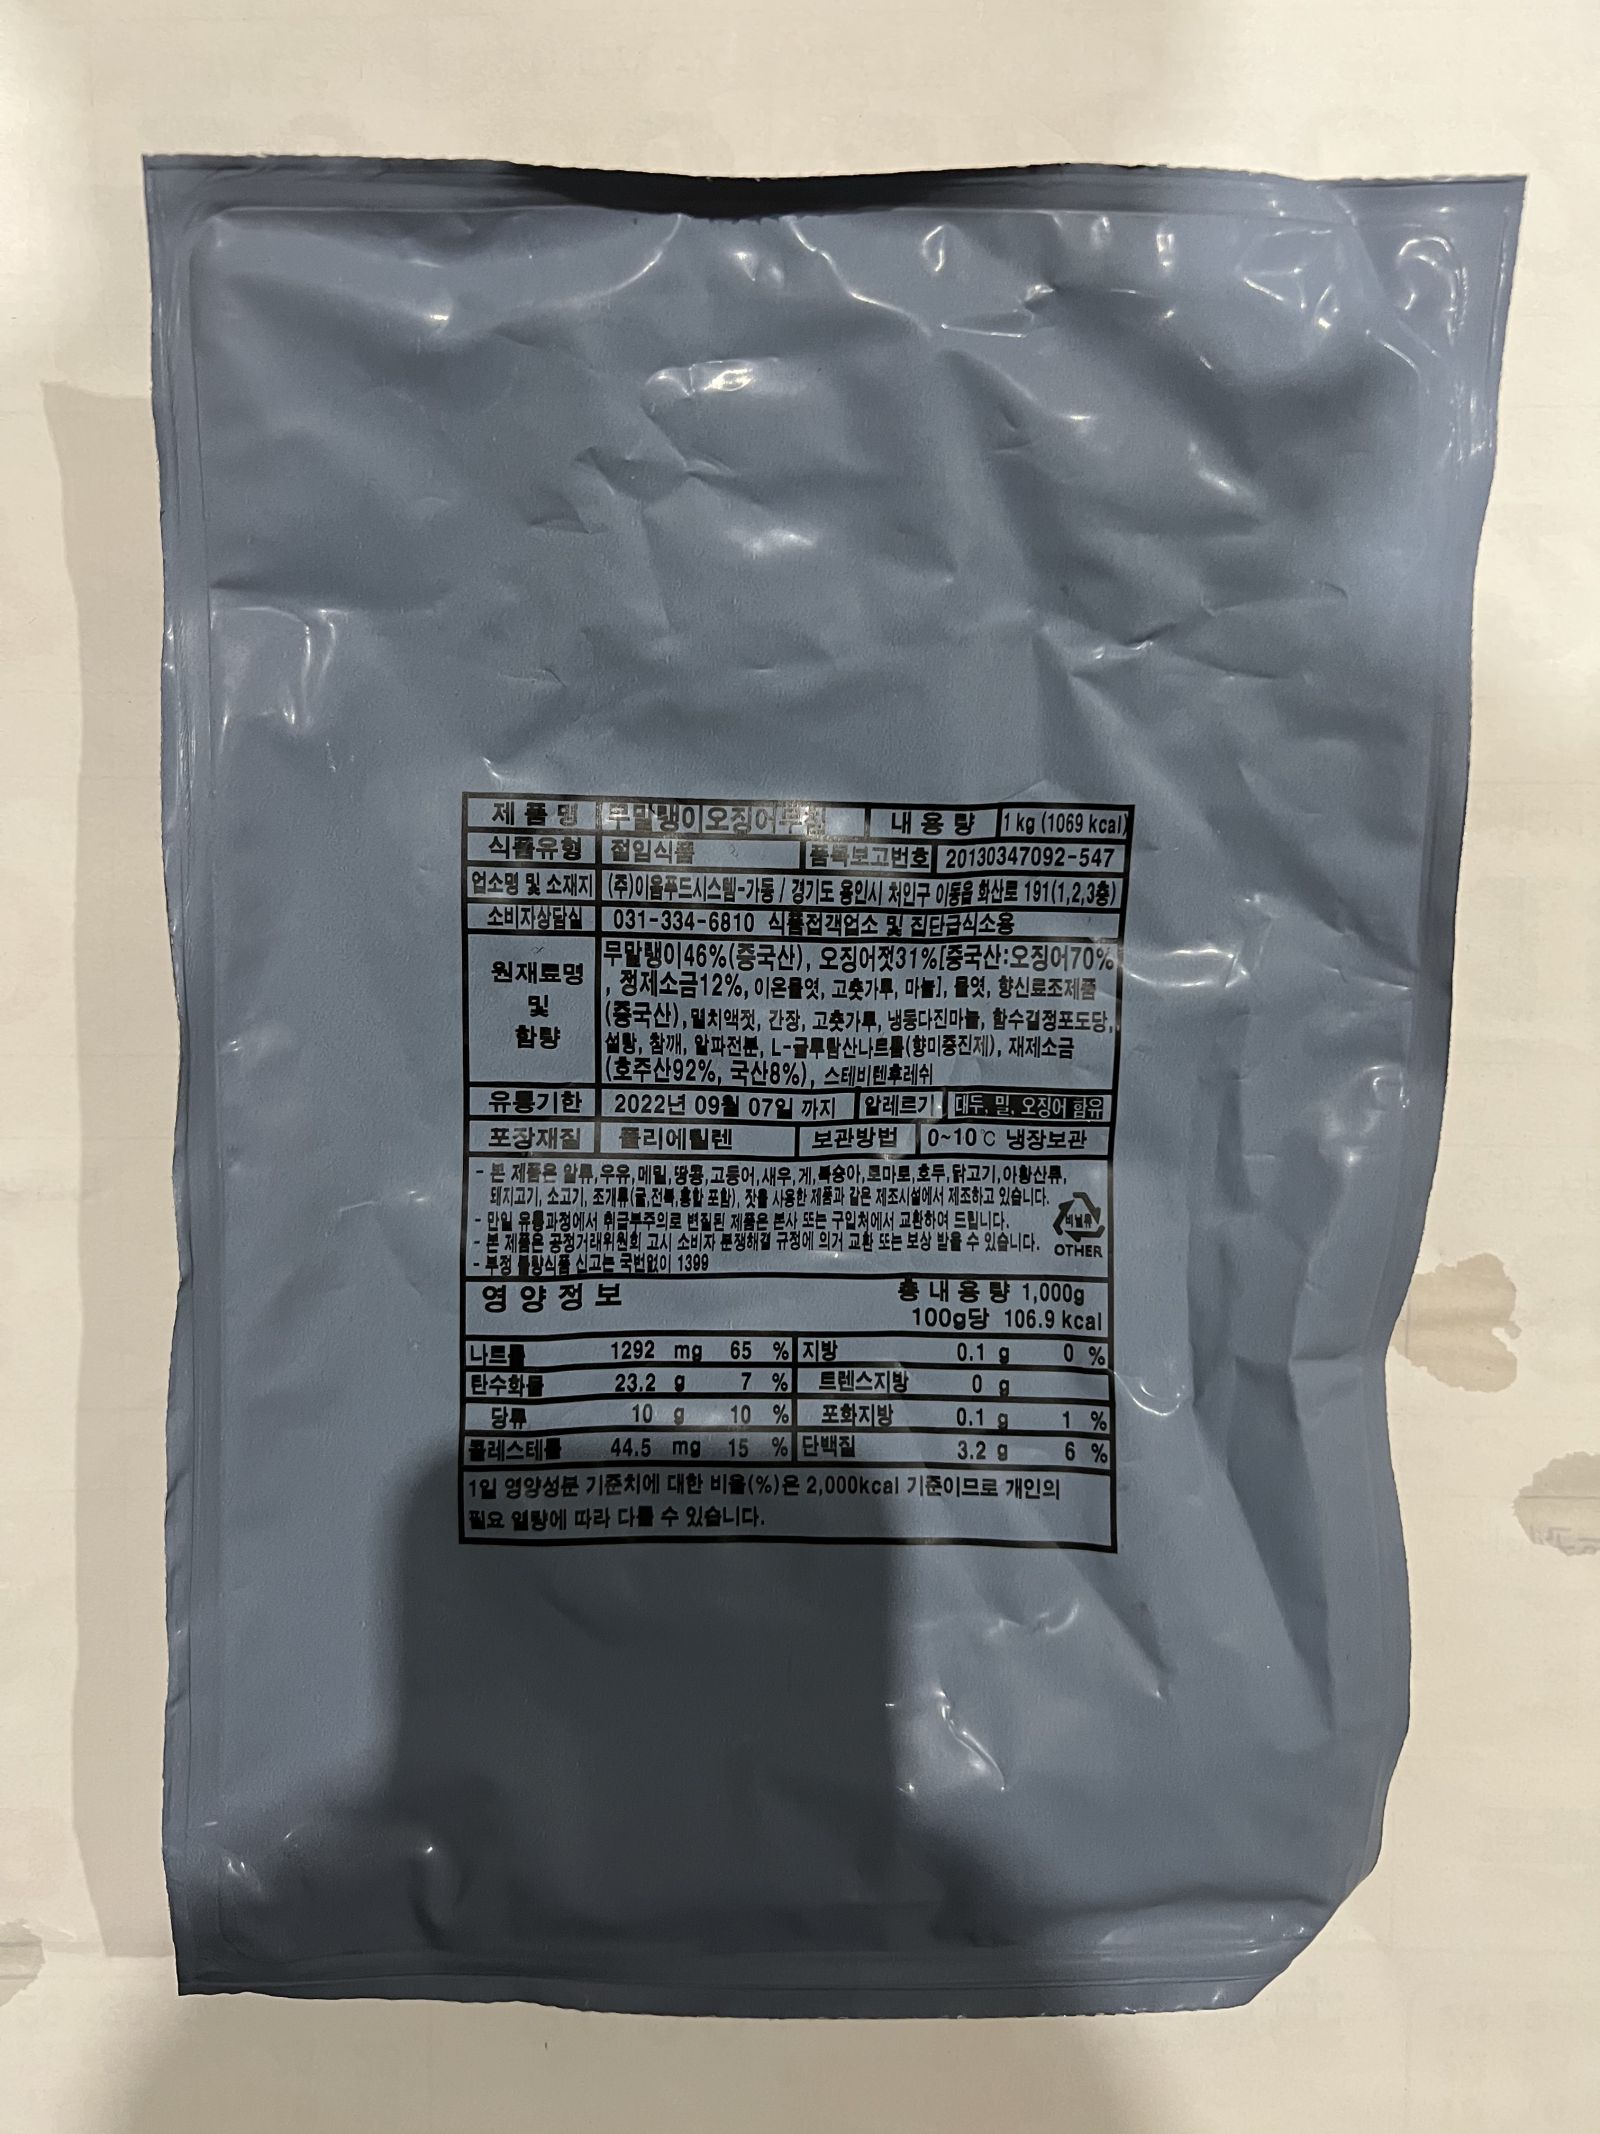 제품명 무말랭이오징어무침 내용량 1 kg (1069 kcal)
식품유형 절임식품 품목보고번호 20130347092-547
업소명 및 소재지 (주)이음푸드시스템-가동 / 경기도 용인시 처인구 이동읍 화산로 191(1,2,3층)
소비자상담실 031-334-6810 식품접객업소 및 집단급식소용
원재료명 및 함량
무말랭이46%(중국산), 오징어젓31%[중국산:오징어70%
, 정제소금12%, 이온물엿, 고춧가루, 마늘], 물엿, 향신료조제품
(중국산), 멸치액젓, 간장, 고춧가루, 냉동다진마늘, 함수결정포도당,
설탕, 참깨, 알파전분, L-글루탐산나트륨(향미증진제), 재제소금
(호주산92%, 국산8%), 스테비텐후레쉬
유통기한 2022년 09월 07일 까지 알레르기 대두, 밀, 오징어 함유
포장재질 폴리에틸렌 보관방법 0~10℃ 냉장보관
- 본 제품은 알류,우유,메밀,땅콩,고등어,새우,게,복숭아,토마토,호두,닭고기,아황산류,
돼지고기, 소고기, 조개류(굴,전복,홍합 포함), 잣을 사용한 제품과 같은 제조시설에서 제조하고 있습니다.
- 만일 유통과정에서 취급부주의로 변질된 제품은 본사 또는 구입처에서 교환하여 드립니다.
- 본 제품은 공정거래위원회 고시 소비자 분쟁해결 규정에 의거 교환 또는 보상 받을 수 있습니다.
- 부정 불량식품 신고는 국번없이 1399
비닐류
OTHER
영양정보 총 내용량 1,000g
100g당 106.9 kcal
나트륨 1292 mg 65 % 지방 0.1 g 0 %
탄수화물 23.2 g 7 % 트렌스지방 0 g
당류 10 g 10 % 포화지방 0.1 g 1 %
콜레스테롤 44.5 mg 15 % 단백질 3.2 g 6 %
1일 영양성분 기준치에 대한 비율(%)은 2,000kcal 기준이므로 개인의
필요 열량에 따라 다를 수 있습니다.